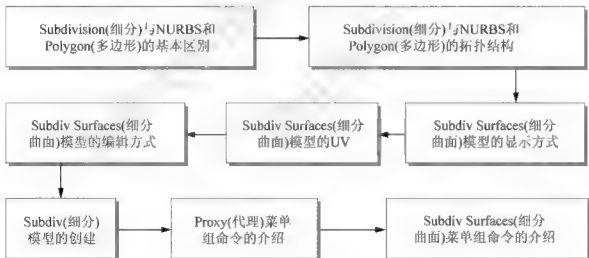 Subdivision(细分)与NURBS和
Polygon(多边形)的基本区别
Subdivision(细分)与NURBS和
Polygon(多边形)的拓扑结构
Subdiv Surfaces(细分
曲面)模型的显示方式
Subdiv Surfaces(细分
曲面)模型的UV
Subdiv Surfaces(细分
曲面)模型的编辑方式
Subdiv(细分)
模型的创建
Proxy(代理)菜单
组命令的介绍
Subdiv Surfaces(细分
曲面)菜单组命令的介绍